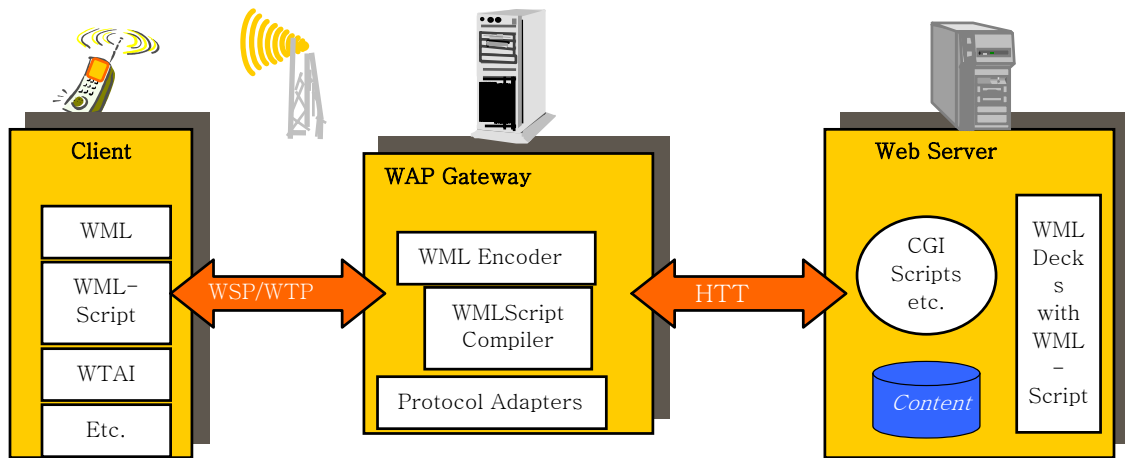 Client
WML
WML-
Script
WTAI
Etc.
WSP/WTP
WAP Gateway
WML Encoder
WMLScript
Compiler
Protocol Adapters
HTT
Web Server
CGI
Scripts
etc.
Content
WML
Deck
s
with
WML
-
Script